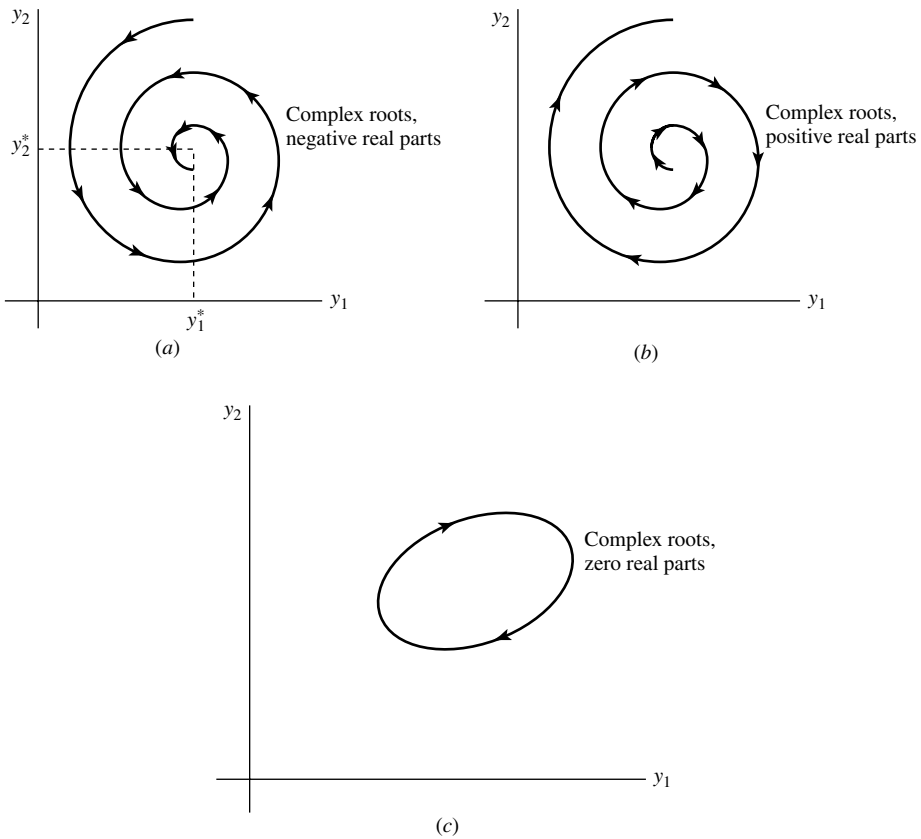 y₂
Complex roots,
negative real parts
y₂*
y₁
y₁*
(a)
y₂
Complex roots,
positive real parts
y₁
(b)
y₂
Complex roots,
zero real parts
y₁
(c)